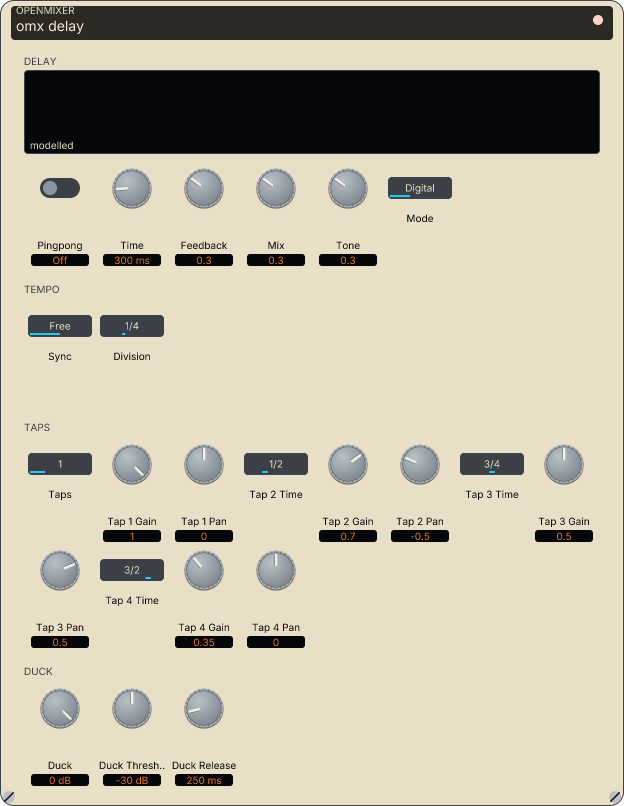 OPENMIXER
omx delay
DELAY
modelled
Digital
Mode
Pingpong Time Feedback Mix Tone
Off 300 ms 0.3 0.3 0.3
TEMPO
Free 1/4
Sync Division
TAPS
1 1/2 3/4
Taps Tap 2 Time Tap 3 Time
Tap 1 Gain Tap 1 Pan Tap 2 Gain Tap 2 Pan Tap 3 Gain
1 0 0.7 -0.5 0.5
3/2
Tap 4 Time
Tap 3 Pan Tap 4 Gain Tap 4 Pan
0.5 0.35 0
DUCK
Duck Duck Thresh.. Duck Release
0 dB -30 dB 250 ms